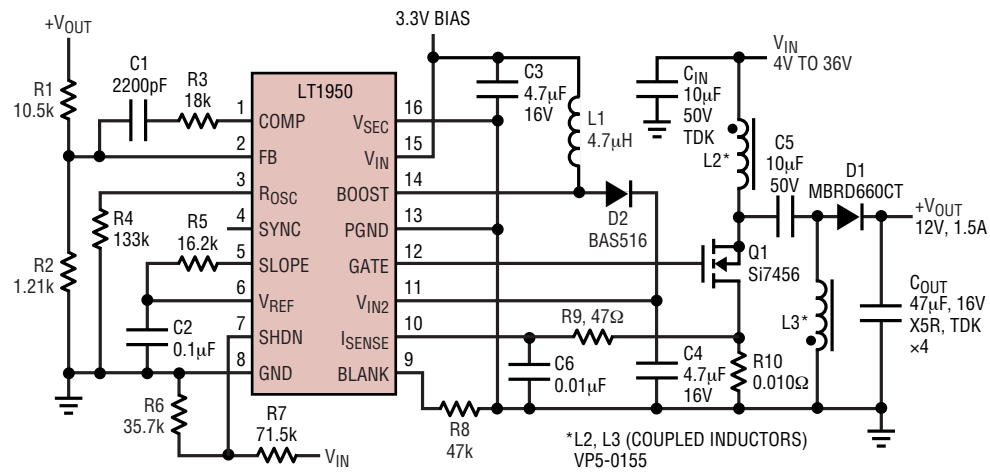 +VOUT
R1
10.5k
C1
2200pF
R3
18k
R4
133k
R5
16.2k
R2
1.21k
C2
0.1µF
R6
35.7k
R7
71.5k
VIN
LT1950
1
COMP
2
FB
3
ROSC
4
SYNC
5
SLOPE
6
VREF
7
SHDN
8
GND
16
VSEC
15
VIN
14
BOOST
13
PGND
12
GATE
11
VIN2
10
ISENSE
9
BLANK
3.3V BIAS
C3
4.7µF
16V
L1
4.7µH
D2
BAS516
R9, 47Ω
C6
0.01µF
R8
47k
C4
4.7µF
16V
R10
0.010Ω
CIN
10µF
50V
TDK
VIN
4V TO 36V
L2*
C5
10µF
50V
D1
MBRD660CT
+VOUT
12V, 1.5A
Q1
Si7456
L3*
COUT
47µF, 16V
X5R, TDK
×4
*L2, L3 (COUPLED INDUCTORS)
VP5-0155